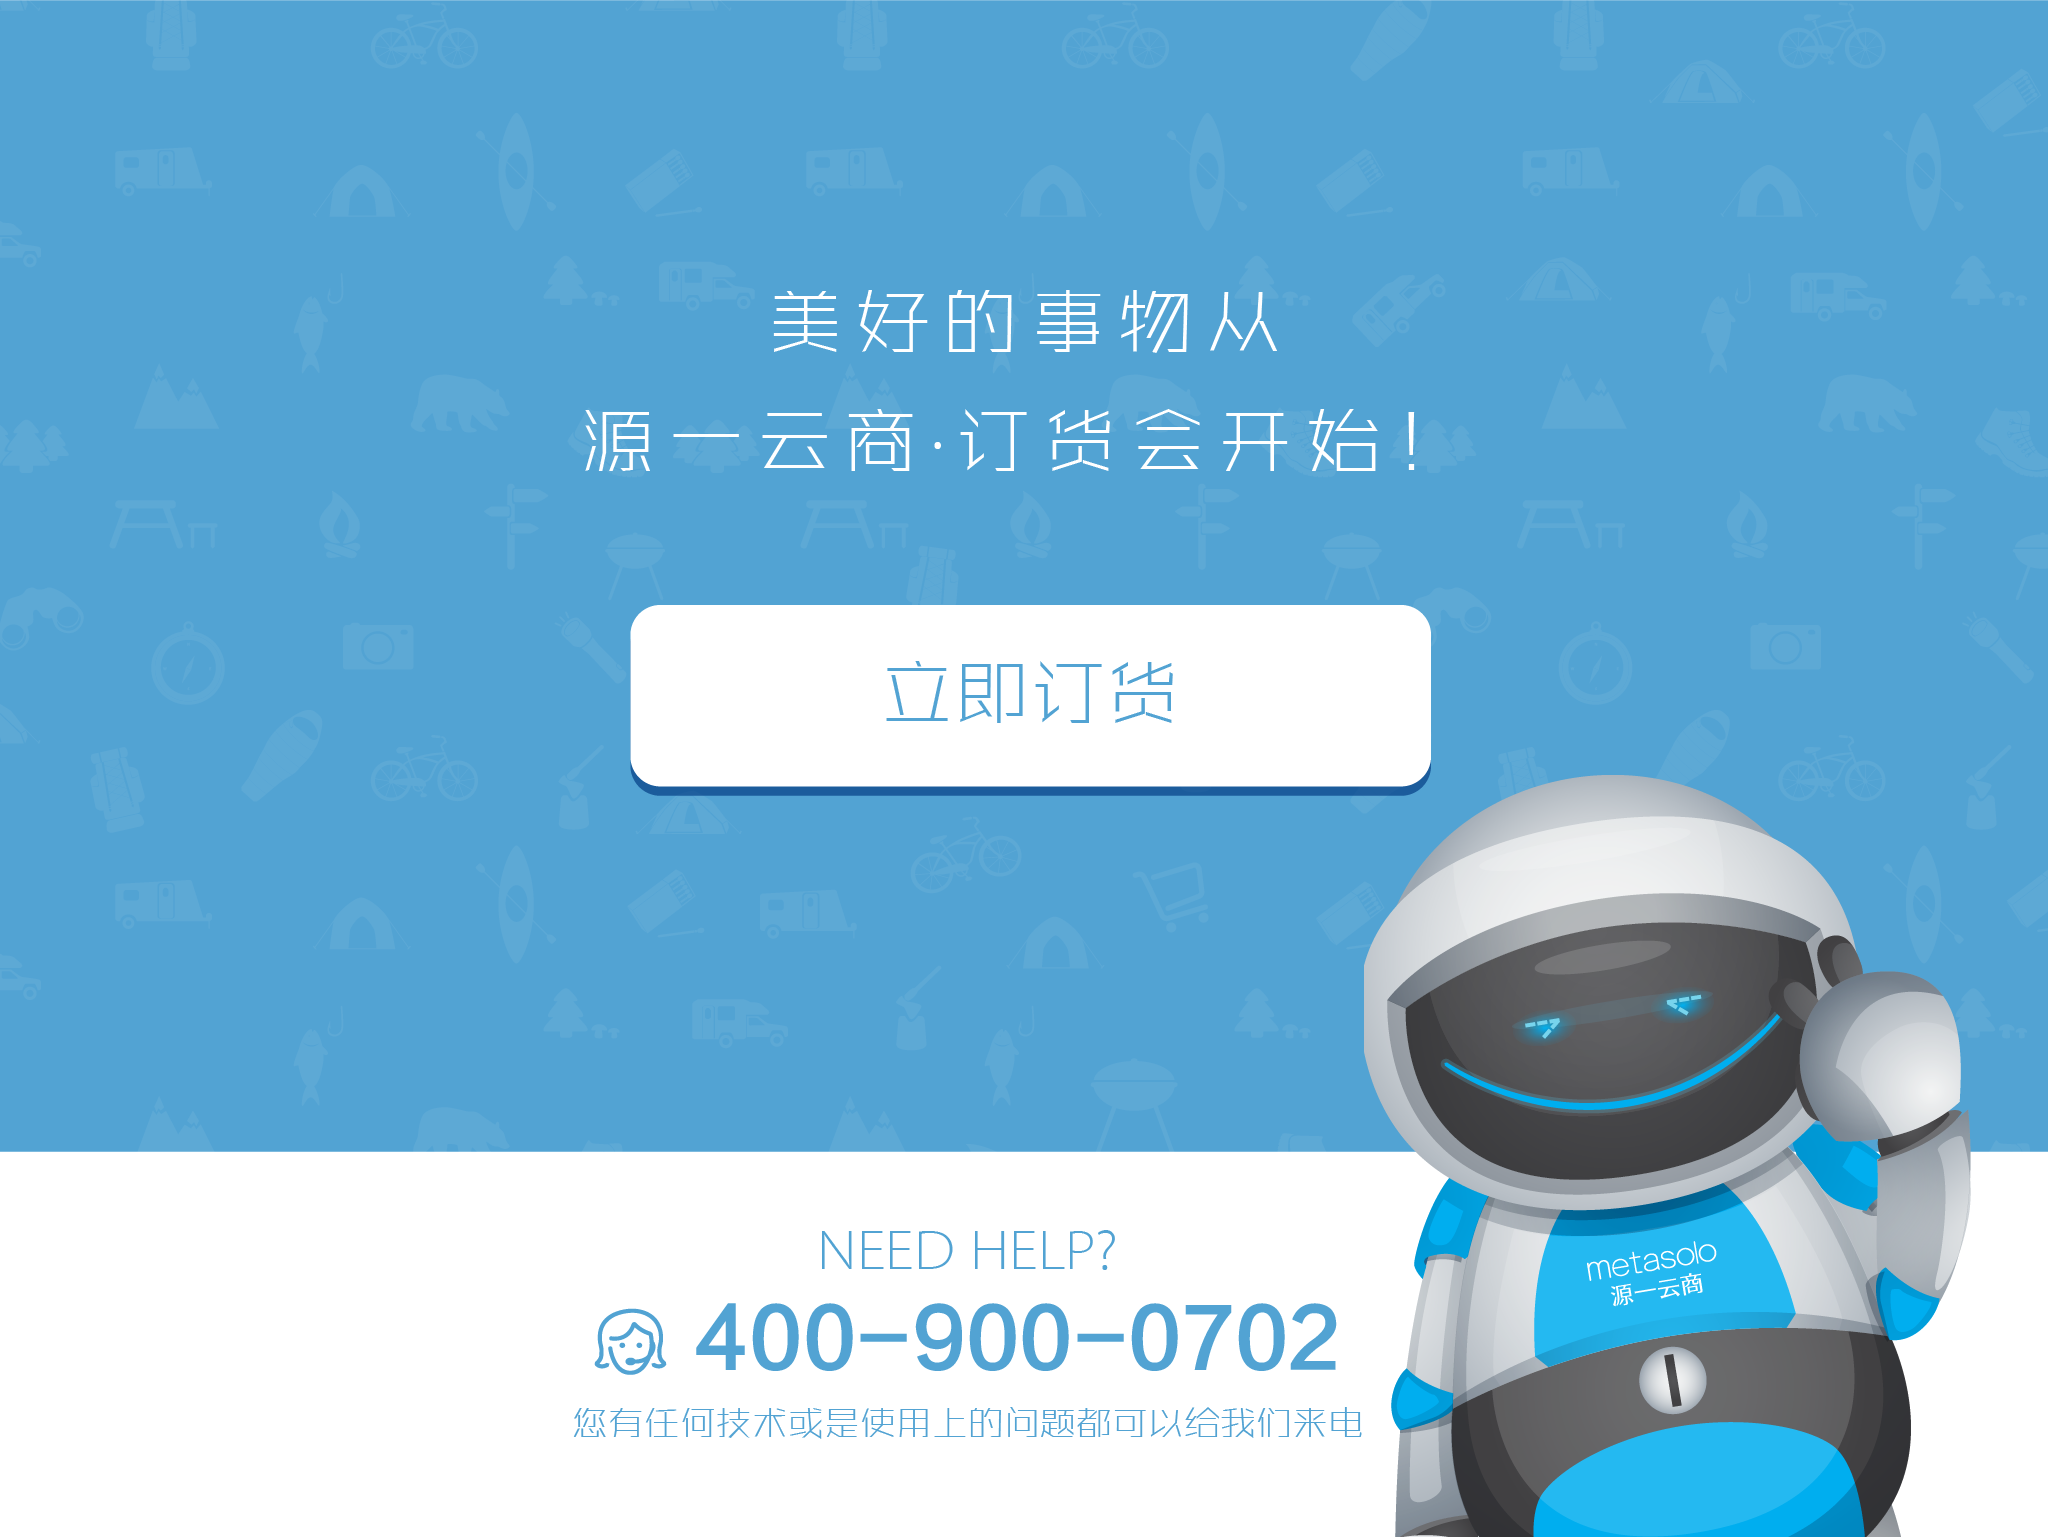 美好的事物从
源一云商·订货会开始！
立即订货
NEED HELP?
400-900-0702
您有任何技术或是使用上的问题都可以给我们来电
metasolo
源一云商